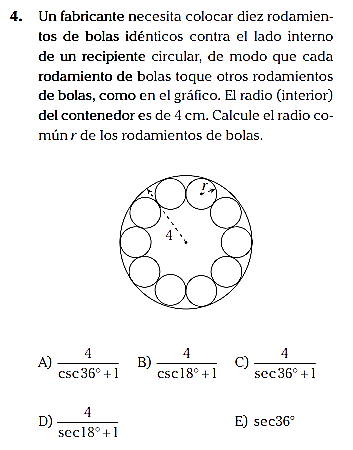 4. Un fabricante necesita colocar diez rodamien-
tos de bolas idénticos contra el lado interno
de un recipiente circular, de modo que cada
rodamiento de bolas toque otros rodamientos
de bolas, como en el gráfico. El radio (interior)
del contenedor es de 4 cm. Calcule el radio co-
mún r de los rodamientos de bolas.
r
4
A) 4/(csc36°+1) B) 4/(csc18°+1) C) 4/(sec36°+1)
D) 4/(sec18°+1) E) sec36°